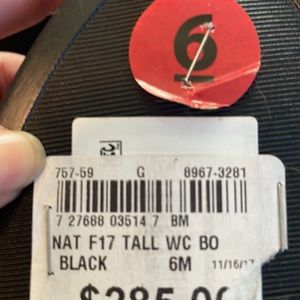 6
757-59 G 8967-3281
7 27688 03514 7 BM
NAT F17 TALL WC BO
BLACK 6M 11/16/17